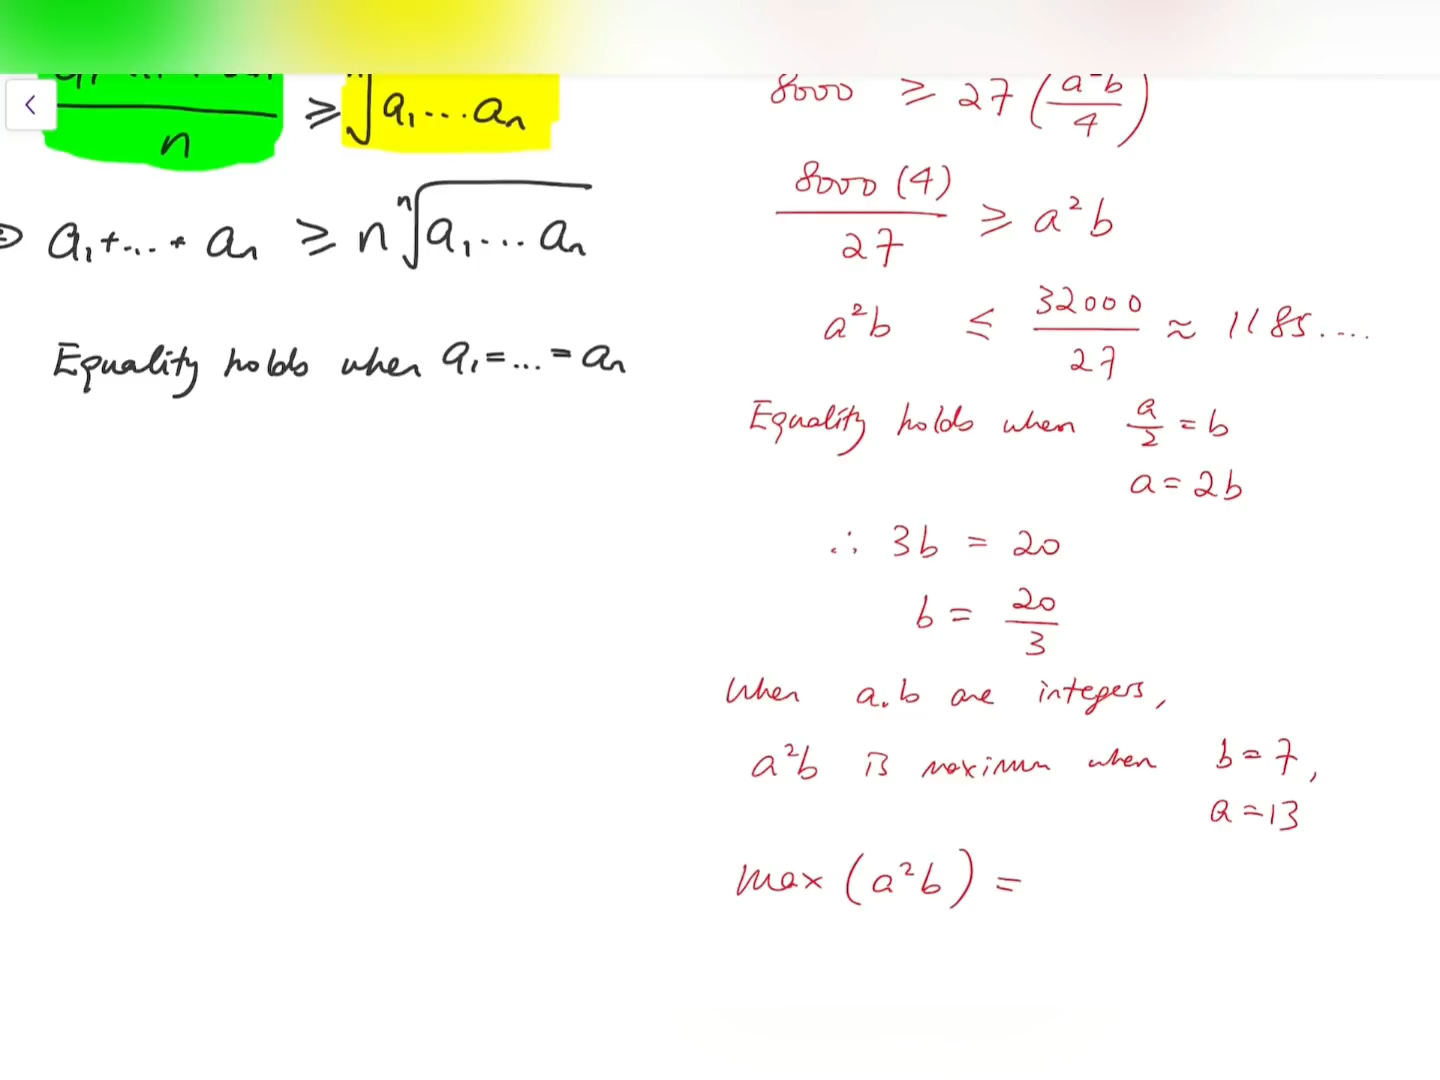 n
≥ ⁿ√a₁...aₙ
a₁+...+aₙ ≥ n ⁿ√a₁...aₙ
Equality holds when a₁=...=aₙ
8000 ≥ 27 (a²b/4)
8000(4)/27 ≥ a²b
a²b ≤ 32000/27 ≈ 1185....
Equality holds when a/2 = b
a = 2b
∴ 3b = 20
b = 20/3
When a,b are integers,
a²b is maximum when b=7,
a=13
max(a²b) =